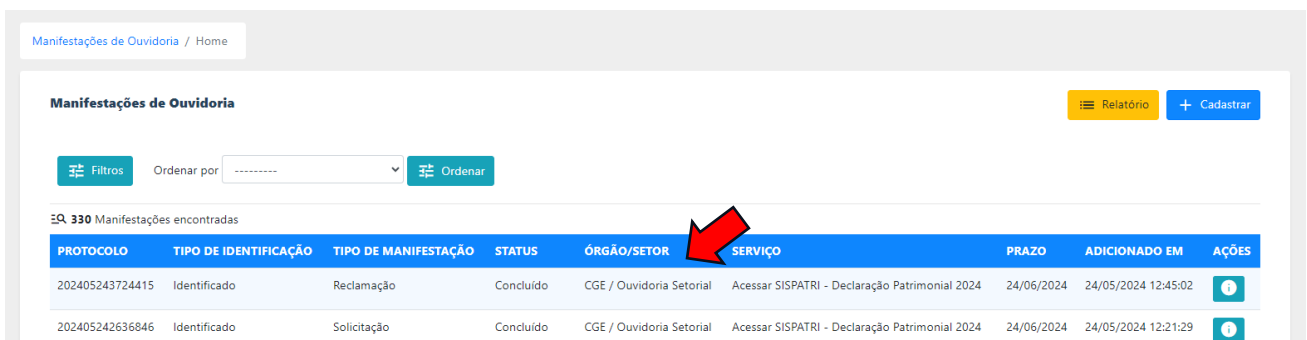 Manifestações de Ouvidoria / Home
Manifestações de Ouvidoria
Relatório
+ Cadastrar
Filtros Ordenar por --------- Ordenar
330 Manifestações encontradas
PROTOCOLO TIPO DE IDENTIFICAÇÃO TIPO DE MANIFESTAÇÃO STATUS ÓRGÃO/SETOR SERVIÇO PRAZO ADICIONADO EM AÇÕES
202405243724415 Identificado Reclamação Concluído CGE / Ouvidoria Setorial Acessar SISPATRI - Declaração Patrimonial 2024 24/06/2024 24/05/2024 12:45:02
202405242636846 Identificado Solicitação Concluído CGE / Ouvidoria Setorial Acessar SISPATRI - Declaração Patrimonial 2024 24/06/2024 24/05/2024 12:21:29